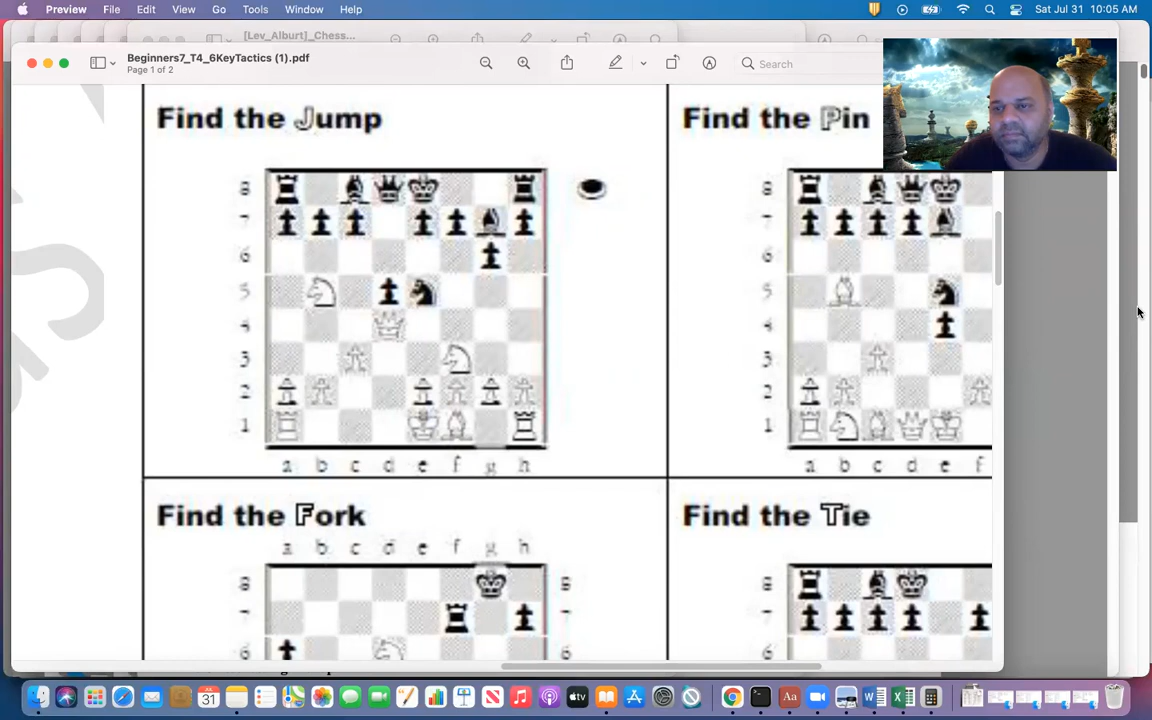 Preview File Edit View Go Tools Window Help Sat Jul 31 10:05 AM
[Lev_Alburt]_Chess...
Beginners7_T4_6KeyTactics (1).pdf
Page 1 of 2
Search
Find the Jump
8
7
6
5
4
3
2
1
a b c d e f g h
Find the Pin
8
7
6
5
4
3
2
1
a b c d e f
Find the Fork
a b c d e f g h
8 8
7 7
6 6
Find the Tie
8
7
6
JUL
31
tv
Aa
W
X